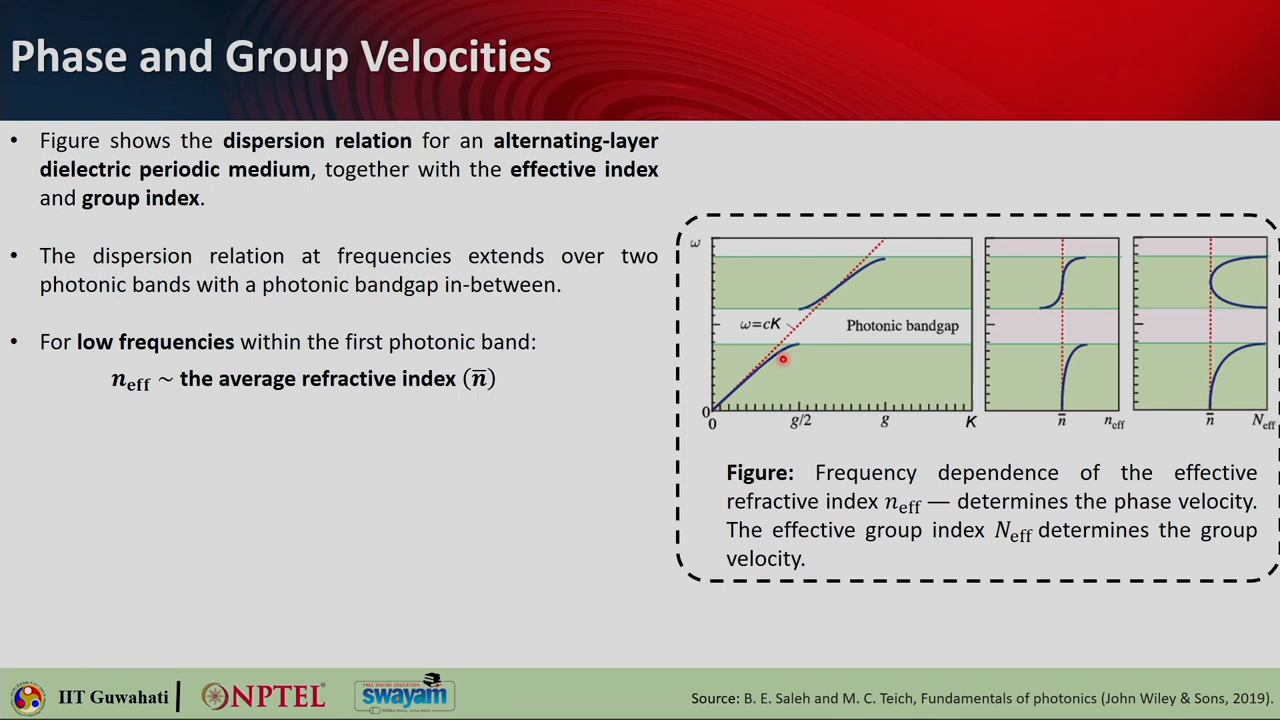 Phase and Group Velocities
• Figure shows the dispersion relation for an alternating-layer
dielectric periodic medium, together with the effective index
and group index.
• The dispersion relation at frequencies extends over two
photonic bands with a photonic bandgap in-between.
• For low frequencies within the first photonic band:
n_eff ~ the average refractive index (n̄)
ω
ω=cK
Photonic bandgap
0
0
g/2
g
K
n̄
n_eff
n̄
N_eff
Figure: Frequency dependence of the effective
refractive index n_eff — determines the phase velocity.
The effective group index N_eff determines the group
velocity.
IIT Guwahati
NPTEL
FREE ONLINE EDUCATION
swayam
Source: B. E. Saleh and M. C. Teich, Fundamentals of photonics (John Wiley & Sons, 2019).